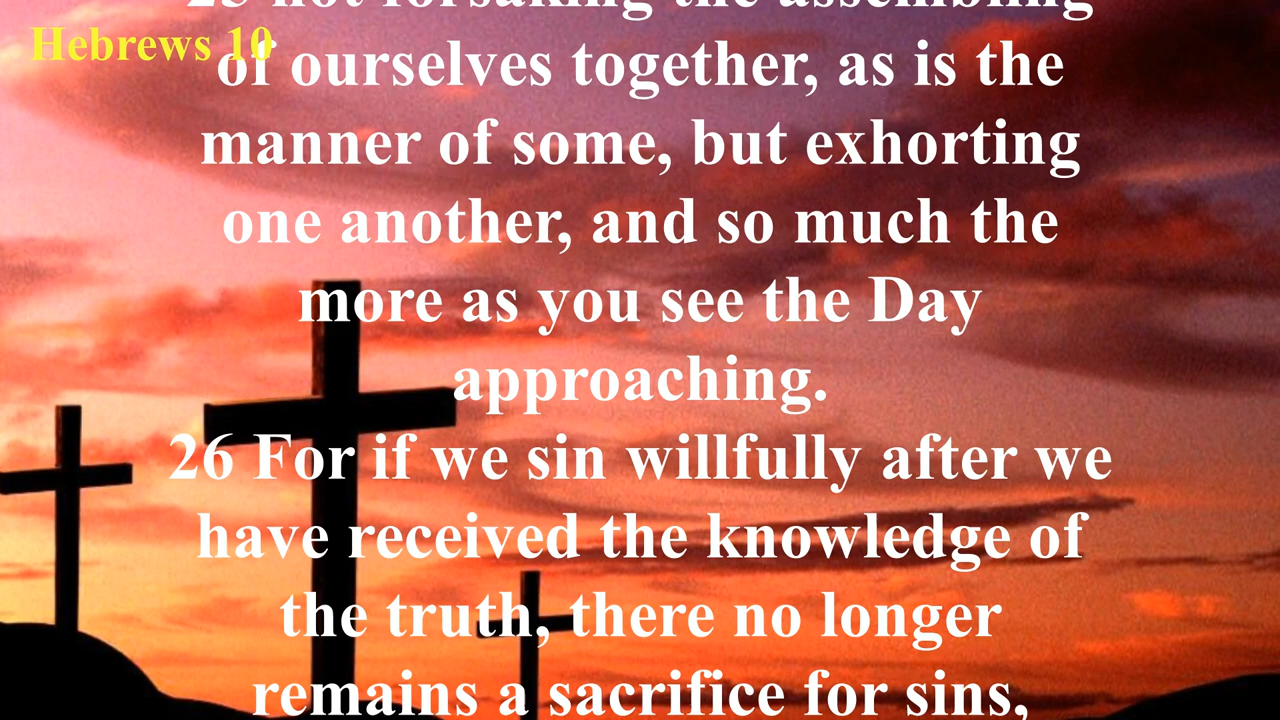 Hebrews 10
25 not forsaking the assembling
of ourselves together, as is the
manner of some, but exhorting
one another, and so much the
more as you see the Day
approaching.
26 For if we sin willfully after we
have received the knowledge of
the truth, there no longer
remains a sacrifice for sins,